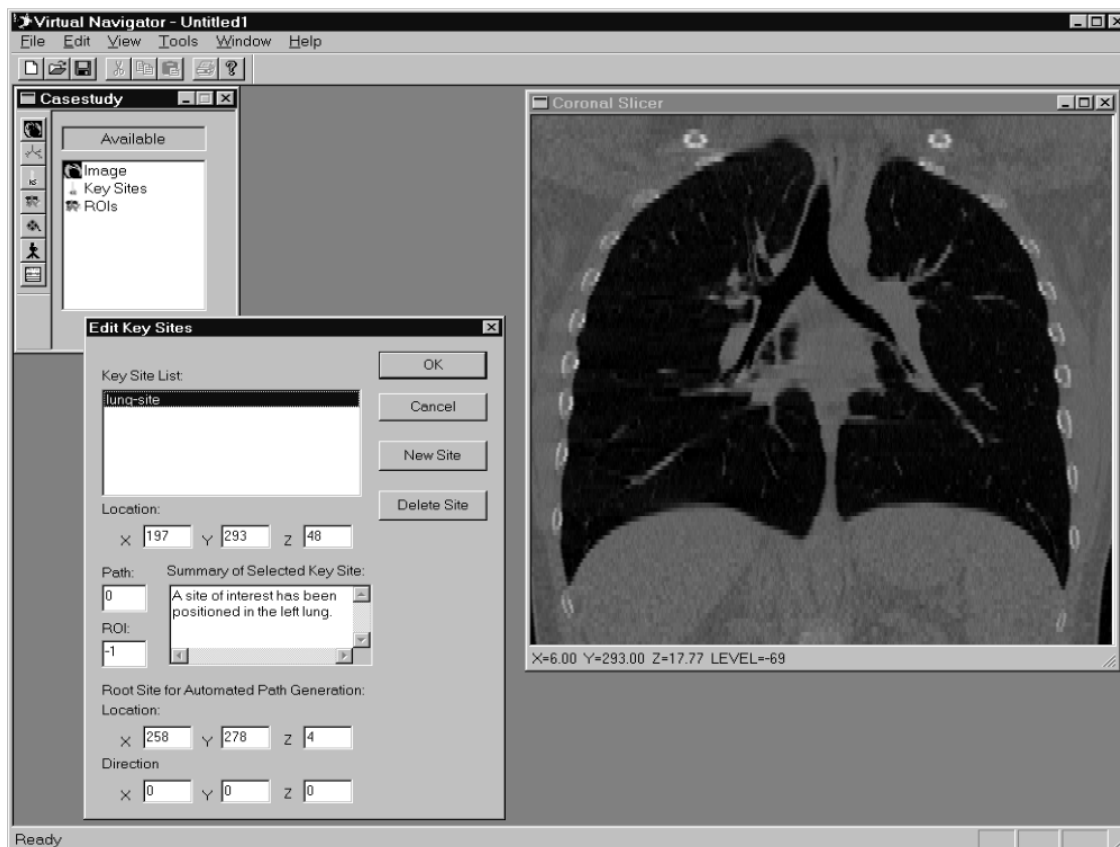 Virtual Navigator - Untitled1
File Edit View Tools Window Help
Casestudy
Available
Image
Key Sites
ROIs
Coronal Slicer
X=6.00 Y=293.00 Z=17.77 LEVEL=-69
Edit Key Sites
Key Site List:
lung-site
OK
Cancel
New Site
Delete Site
Location:
X 197 Y 293 Z 48
Path:
0
Summary of Selected Key Site:
A site of interest has been
positioned in the left lung.
ROI:
-1
Root Site for Automated Path Generation:
Location:
X 258 Y 278 Z 4
Direction
X 0 Y 0 Z 0
Ready